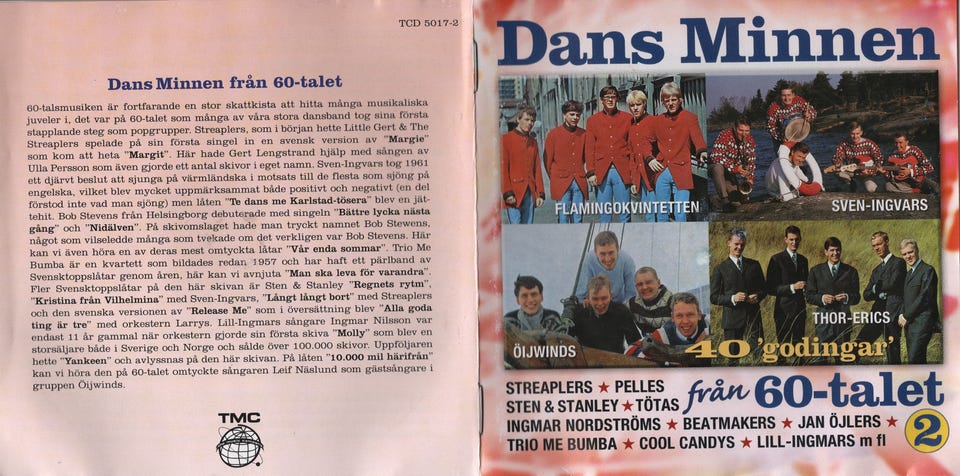 TCD 5017-2
Dans Minnen från 60-talet
60-talsmusiken är fortfarande en stor skattkista att hitta många musikaliska
juveler i, det var på 60-talet som många av våra stora dansband tog sina första
stapplande steg som popgrupper. Streaplers, som i början hette Little Gert & The
Streaplers spelade på sin första singel in en svensk version av "Margie"
som kom att heta "Margit". Här hade Gert Lengstrand hjälp med sången av
Ulla Persson som även gjorde ett antal skivor i eget namn. Sven-Ingvars tog 1961
ett djärvt beslut att sjunga på värmländska i motsats till de flesta som sjöng på
engelska, vilket blev mycket uppmärksammat både positivt och negativt (en del
förstod inte vad man sjöng) men låten "Te dans me Karlstad-tösera" blev en jät-
tehit. Bob Stevens från Helsingborg debuterade med singeln "Bättre lycka nästa
gång" och "Nidälven". På skivomslaget hade man tryckt namnet Bob Stewens,
något som vilseledde många som tvekade om det verkligen var Bob Stevens. Här
kan vi även höra en av deras mest omtyckta låtar "Vår enda sommar". Trio Me
Bumba är en kvartett som bildades redan 1957 och har haft ett pärlband av
Svensktoppslåtar genom åren, här kan vi avnjuta "Man ska leva för varandra".
Fler Svensktoppslåtar på den här skivan är Sten & Stanley "Regnets rytm",
"Kristina från Vilhelmina" med Sven-Ingvars, "Långt långt bort" med Streaplers
och den svenska versionen av "Release Me" som i översättning blev "Alla goda
ting är tre" med orkestern Larrys. Lill-Ingmars sångare Ingmar Nilsson var
endast 11 år gammal när orkestern gjorde sin första skiva "Molly" som blev en
storsäljare både i Sverige och Norge och sålde över 100.000 skivor. Uppföljaren
hette "Yankeen" och avlyssnas på den här skivan. På låten "10.000 mil härifrån"
kan vi höra den på 60-talet omtyckte sångaren Leif Näslund som gästsångare i
gruppen Öijwinds.
TMC
Dans Minnen
FLAMINGOKVINTETTEN
SVEN-INGVARS
ÖIJWINDS
THOR-ERICS
40 'godingar'
från 60-talet
2
STREAPLERS ★ PELLES
STEN & STANLEY ★ TÖTAS
INGMAR NORDSTRÖMS ★ BEATMAKERS ★ JAN ÖJLERS ★
TRIO ME BUMBA ★ COOL CANDYS ★ LILL-INGMARS m fl